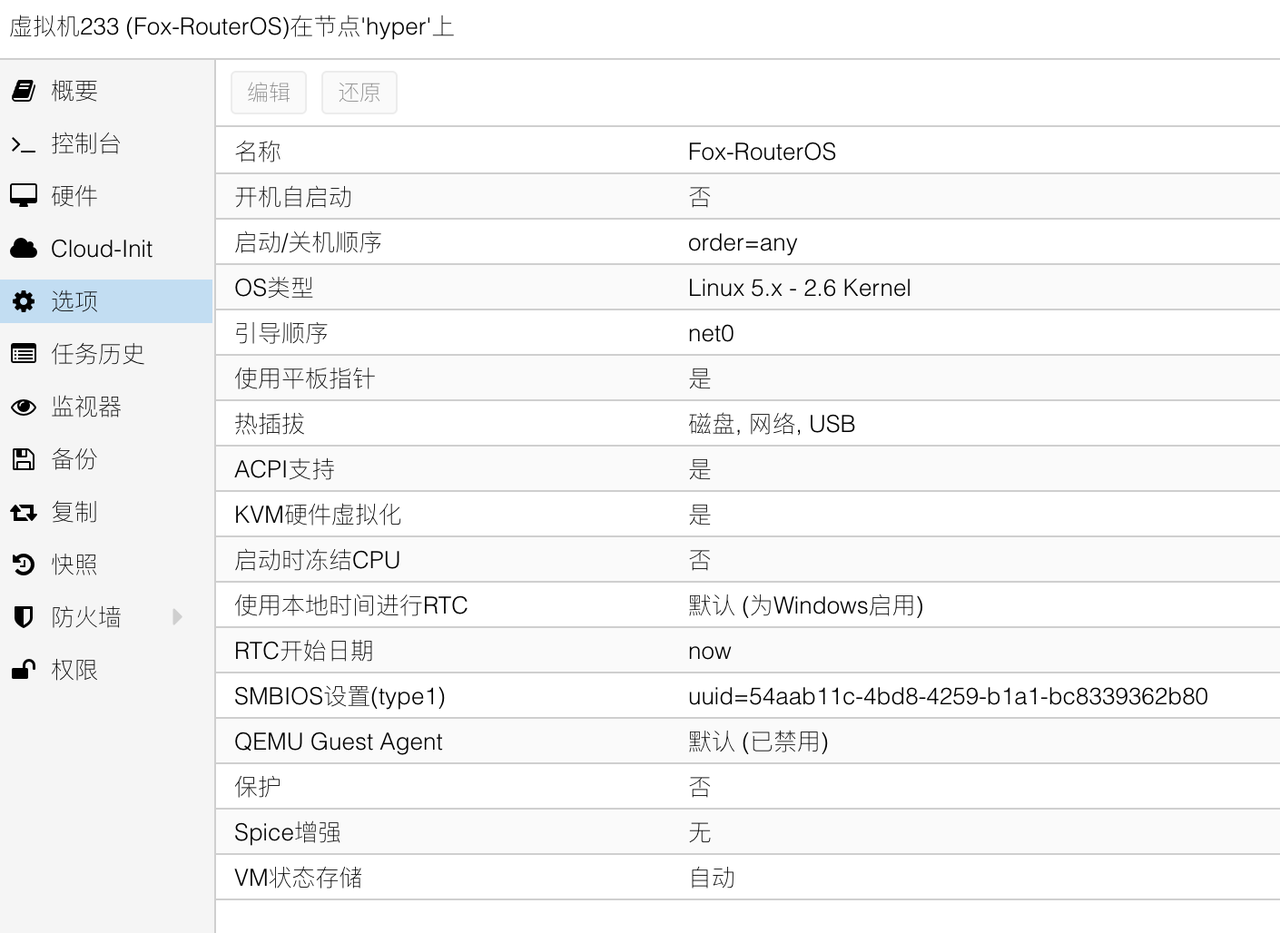 虚拟机233 (Fox-RouterOS)在节点'hyper'上
概要
控制台
硬件
Cloud-Init
选项
任务历史
监视器
备份
复制
快照
防火墙
权限
编辑 还原
名称 Fox-RouterOS
开机自启动 否
启动/关机顺序 order=any
OS类型 Linux 5.x - 2.6 Kernel
引导顺序 net0
使用平板指针 是
热插拔 磁盘, 网络, USB
ACPI支持 是
KVM硬件虚拟化 是
启动时冻结CPU 否
使用本地时间进行RTC 默认 (为Windows启用)
RTC开始日期 now
SMBIOS设置(type1) uuid=54aab11c-4bd8-4259-b1a1-bc8339362b80
QEMU Guest Agent 默认 (已禁用)
保护 否
Spice增强 无
VM状态存储 自动